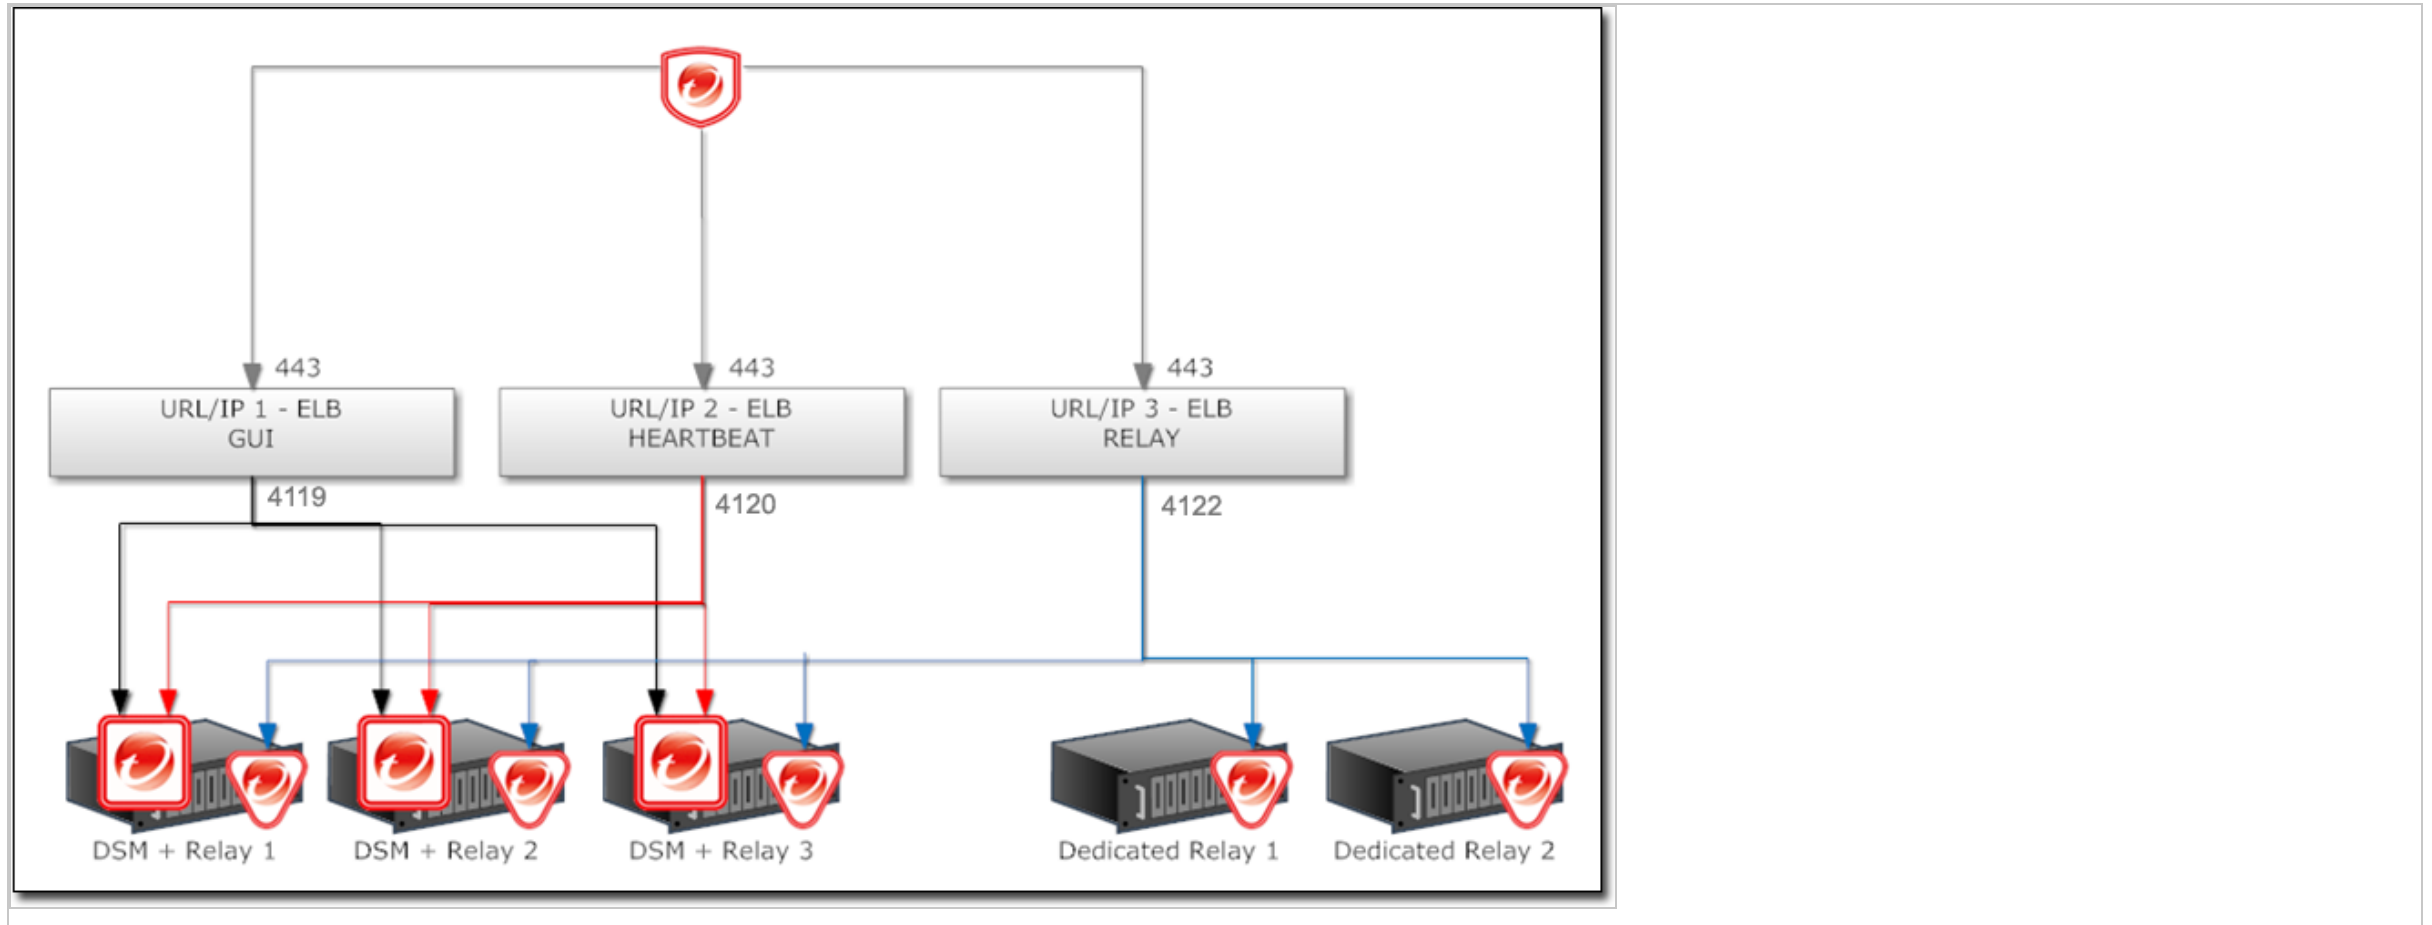 443
443
443
URL/IP 1 - ELB
GUI
URL/IP 2 - ELB
HEARTBEAT
URL/IP 3 - ELB
RELAY
4119
4120
4122
DSM + Relay 1
DSM + Relay 2
DSM + Relay 3
Dedicated Relay 1
Dedicated Relay 2